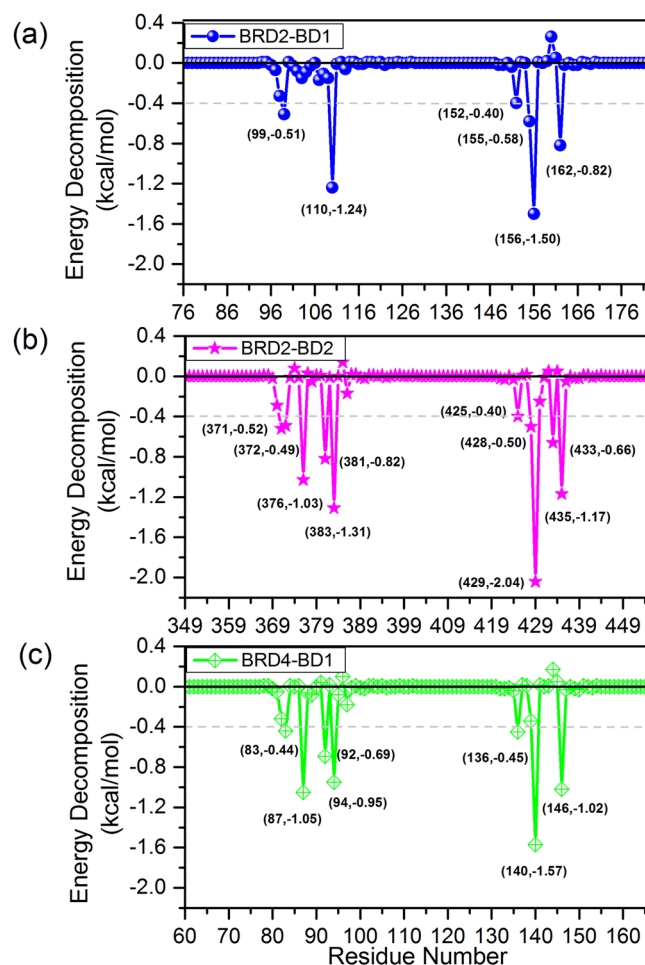 (a)
BRD2-BD1
Energy Decomposition
(kcal/mol)
0.4
0.0
-0.4
-0.8
-1.2
-1.6
-2.0
(99,-0.51)
(110,-1.24)
(152,-0.40)
(155,-0.58)
(162,-0.82)
(156,-1.50)
76 86 96 106 116 126 136 146 156 166 176
(b)
BRD2-BD2
Energy Decomposition
(kcal/mol)
0.4
0.0
-0.4
-0.8
-1.2
-1.6
-2.0
(371,-0.52)
(372,-0.49)
(376,-1.03)
(381,-0.82)
(383,-1.31)
(425,-0.40)
(428,-0.50)
(433,-0.66)
(435,-1.17)
(429,-2.04)
349 359 369 379 389 399 409 419 429 439 449
(c)
BRD4-BD1
Energy Decomposition
(kcal/mol)
0.4
0.0
-0.4
-0.8
-1.2
-1.6
-2.0
(83,-0.44)
(92,-0.69)
(94,-0.95)
(87,-1.05)
(136,-0.45)
(146,-1.02)
(140,-1.57)
60 70 80 90 100 110 120 130 140 150 160
Residue Number